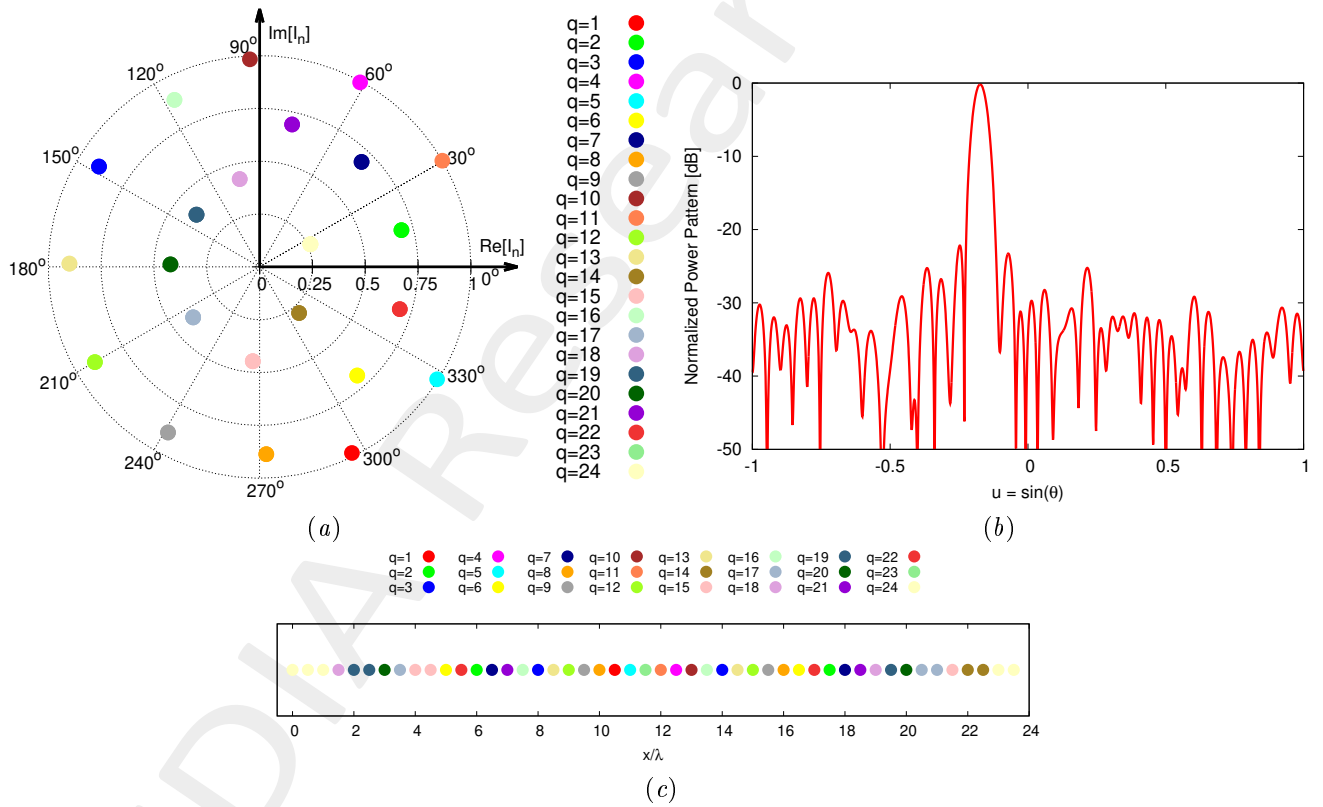 Im[I_n]
90°
120°
60°
150°
30°
180°
Re[I_n]
0 0.25 0.5 0.75 1 0°
210°
330°
240°
300°
270°
q=1
q=2
q=3
q=4
q=5
q=6
q=7
q=8
q=9
q=10
q=11
q=12
q=13
q=14
q=15
q=16
q=17
q=18
q=19
q=20
q=21
q=22
q=23
q=24
(a)
Normalized Power Pattern [dB]
0
-10
-20
-30
-40
-50
-1 -0.5 0 0.5 1
u = sin(θ)
(b)
q=1 q=4 q=7 q=10 q=13 q=16 q=19 q=22
q=2 q=5 q=8 q=11 q=14 q=17 q=20 q=23
q=3 q=6 q=9 q=12 q=15 q=18 q=21 q=24
0 2 4 6 8 10 12 14 16 18 20 22 24
x/λ
(c)
DIA Resear